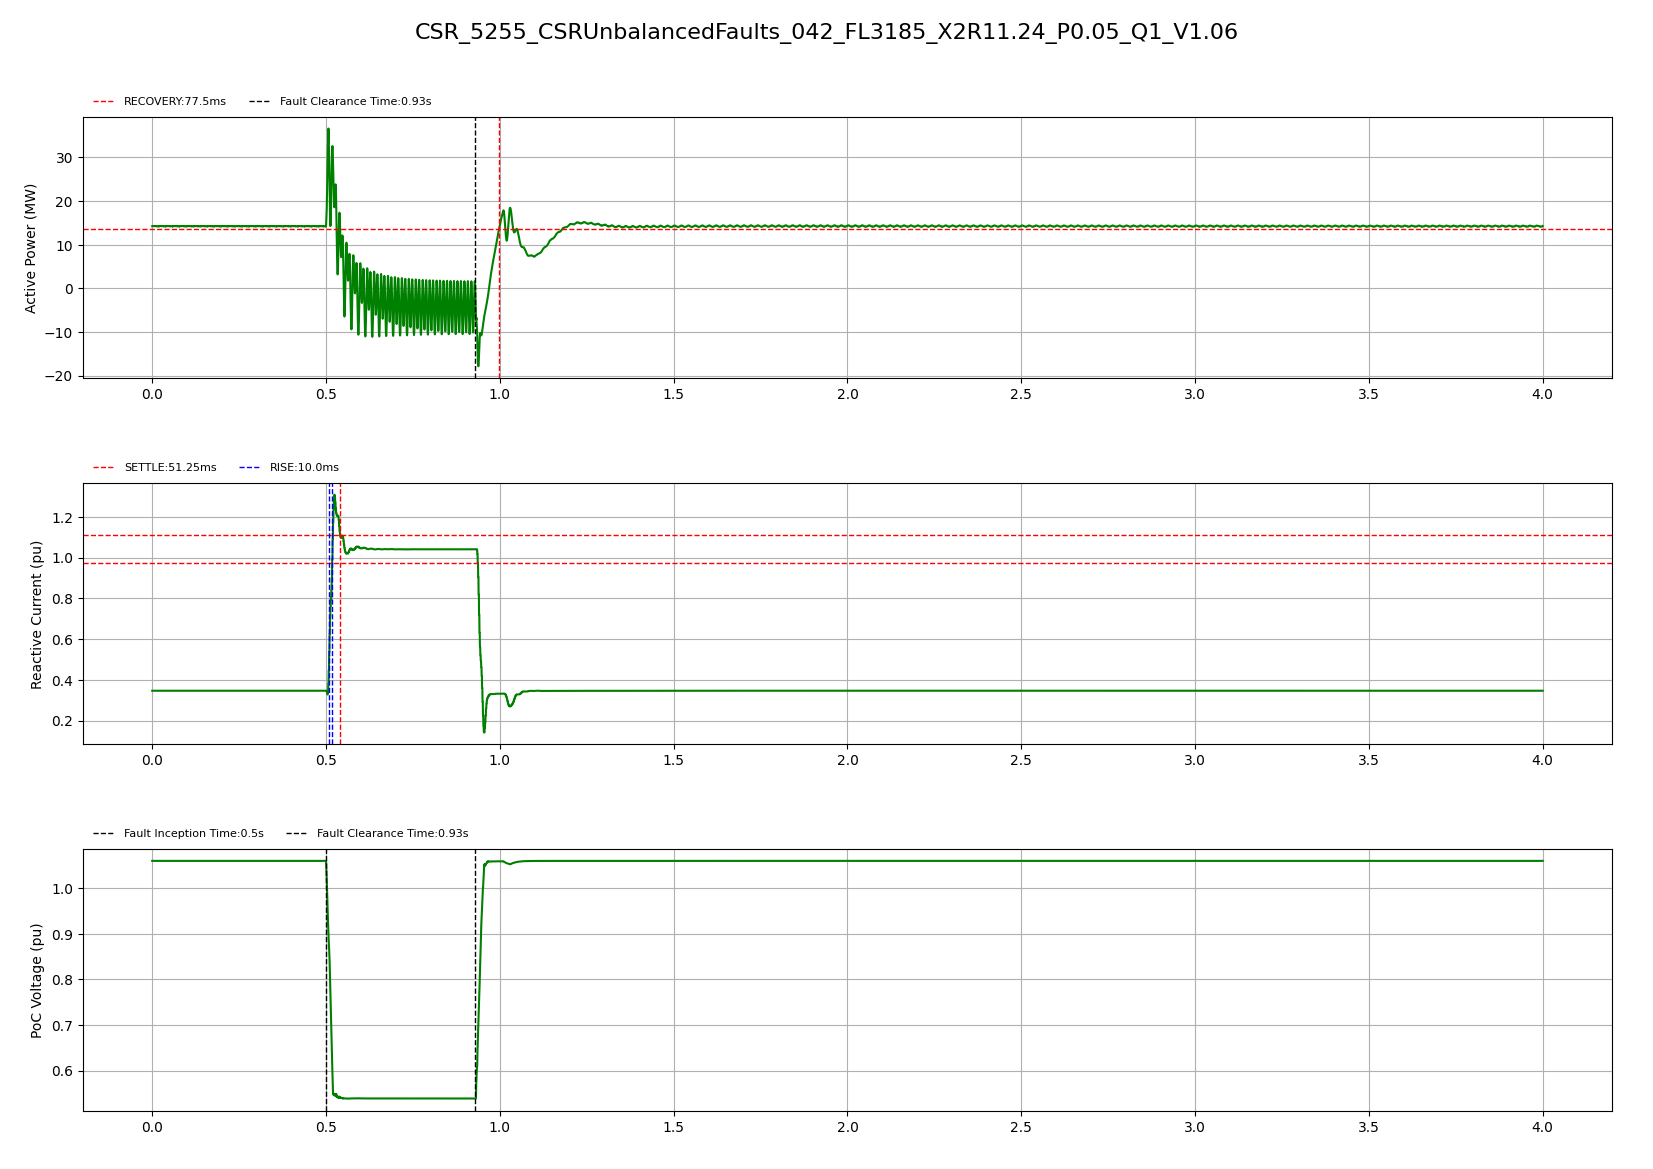 CSR_5255_CSRUnbalancedFaults_042_FL3185_X2R11.24_P0.05_Q1_V1.06
RECOVERY:77.5ms Fault Clearance Time:0.93s
Active Power (MW)
30
20
10
0
−10
−20
0.0 0.5 1.0 1.5 2.0 2.5 3.0 3.5 4.0
SETTLE:51.25ms RISE:10.0ms
Reactive Current (pu)
1.2
1.0
0.8
0.6
0.4
0.2
0.0 0.5 1.0 1.5 2.0 2.5 3.0 3.5 4.0
Fault Inception Time:0.5s Fault Clearance Time:0.93s
PoC Voltage (pu)
1.0
0.9
0.8
0.7
0.6
0.0 0.5 1.0 1.5 2.0 2.5 3.0 3.5 4.0